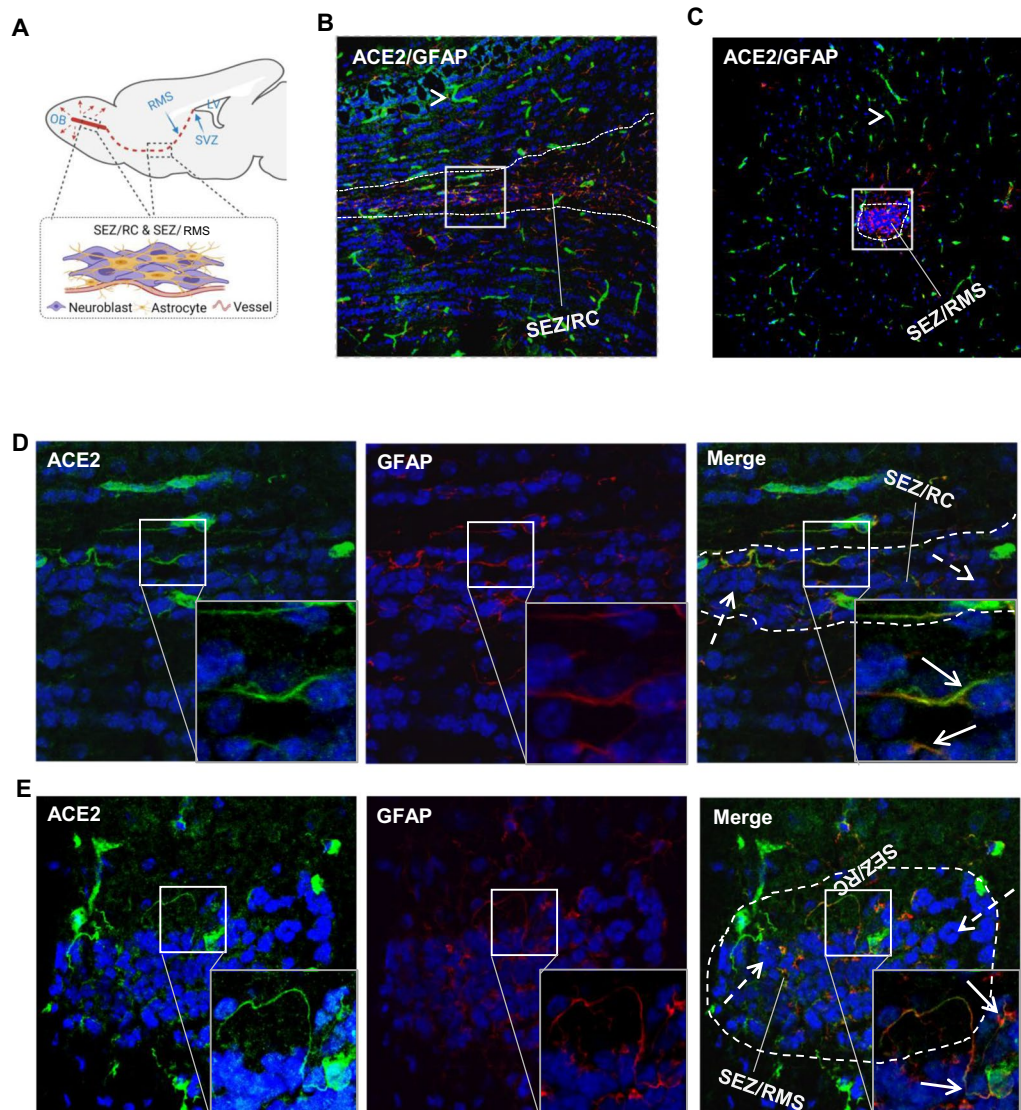 A
RMS
LV
OB
SVZ
SEZ/RC & SEZ/ RMS
Neuroblast
Astrocyte
Vessel
B
ACE2/GFAP
SEZ/RC
C
ACE2/GFAP
SEZ/RMS
D
ACE2
GFAP
Merge
SEZ/RC
E
ACE2
GFAP
Merge
SEZ/RC
SEZ/RMS